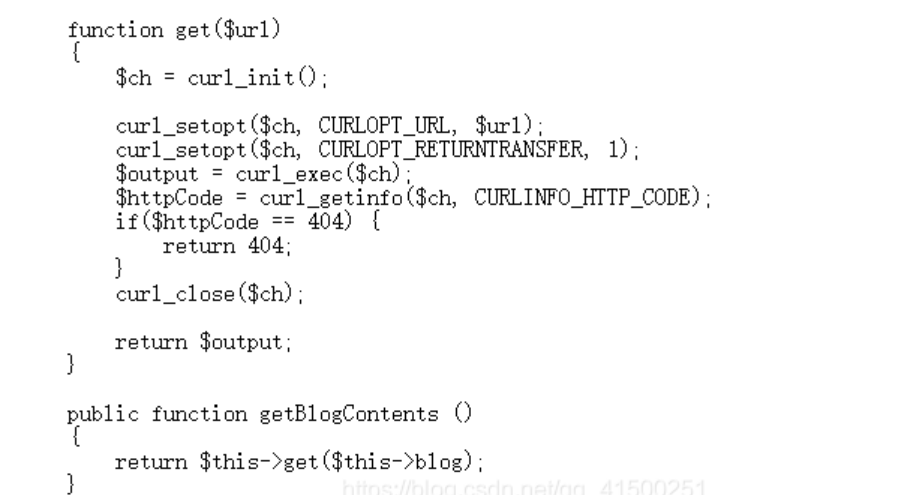 function get($url)
{
$ch = curl_init();
curl_setopt($ch, CURLOPT_URL, $url);
curl_setopt($ch, CURLOPT_RETURNTRANSFER, 1);
$output = curl_exec($ch);
$httpCode = curl_getinfo($ch, CURLINFO_HTTP_CODE);
if($httpCode == 404) {
return 404;
}
curl_close($ch);
return $output;
}
public function getBlogContents ()
{
return $this->get($this->blog);
}
https://blog.csdn.net/qq_41500251